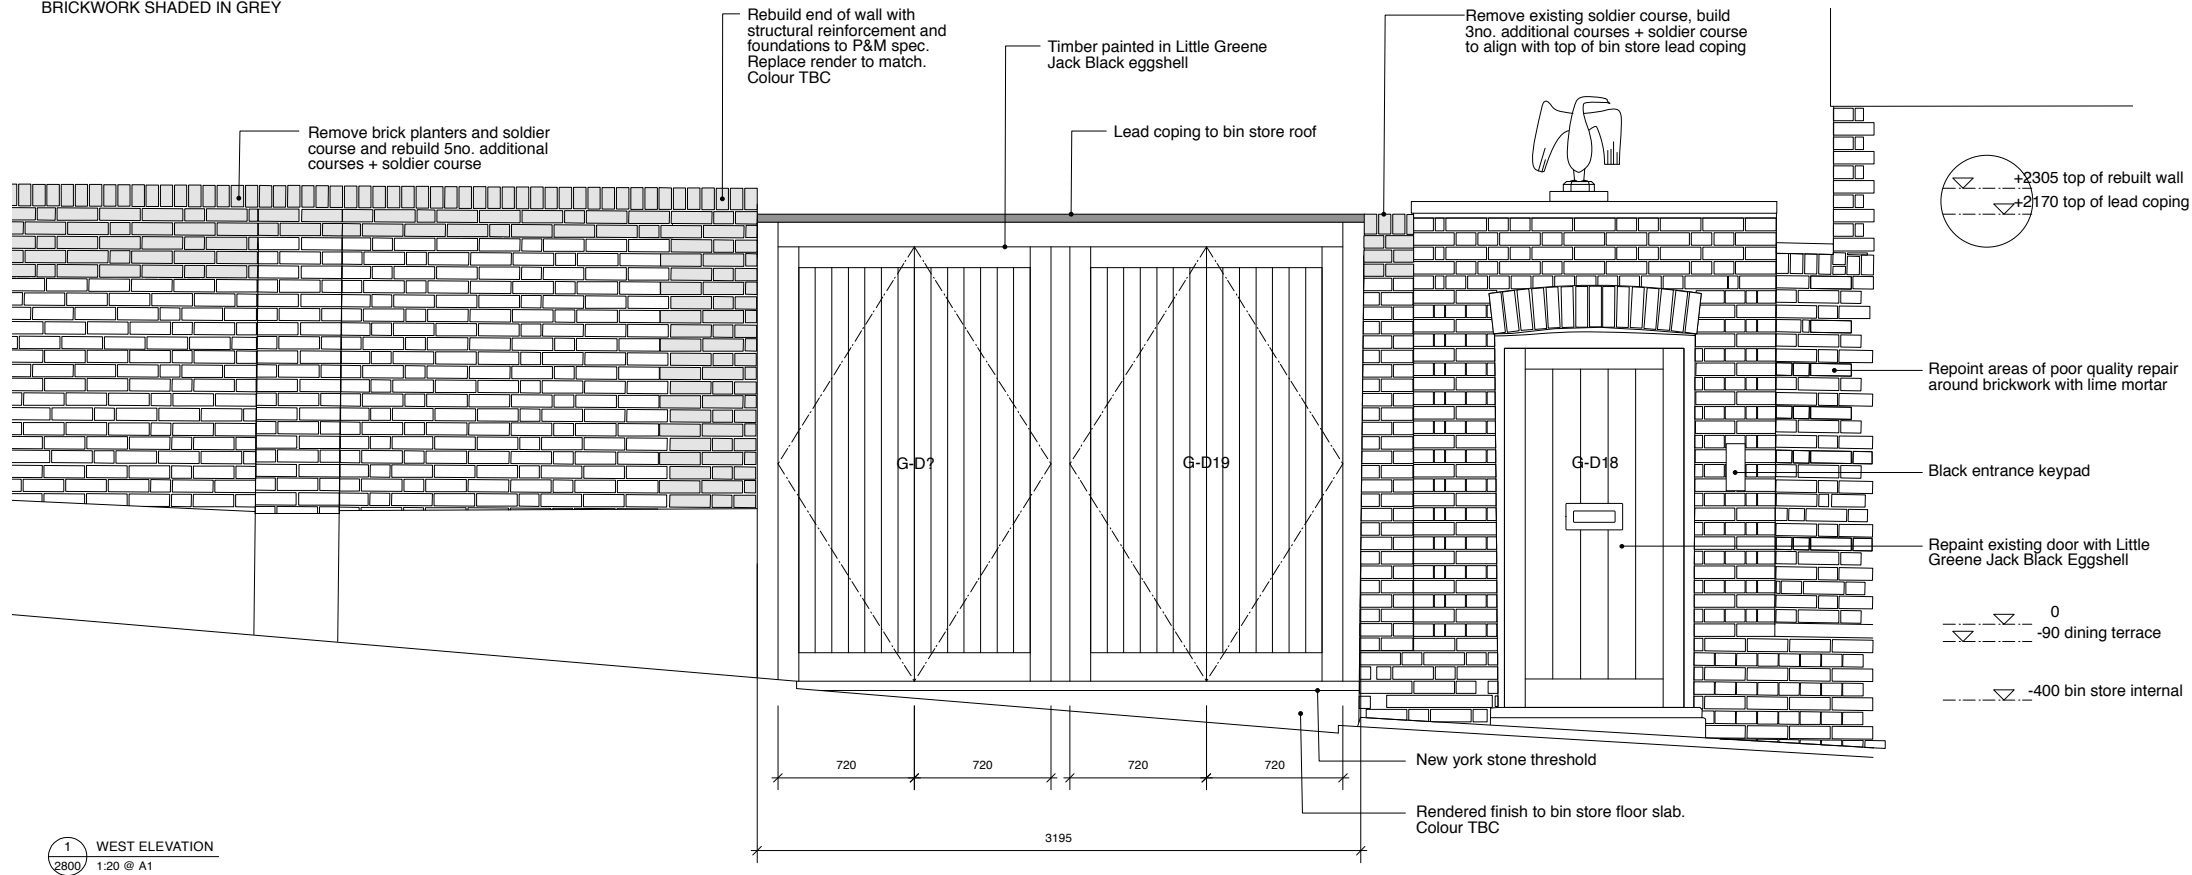 BRICKWORK SHADED IN GREY
Rebuild end of wall with
structural reinforcement and
foundations to P&M spec.
Replace render to match.
Colour TBC
Timber painted in Little Greene
Jack Black eggshell
Remove existing soldier course, build
3no. additional courses + soldier course
to align with top of bin store lead coping
Remove brick planters and soldier
course and rebuild 5no. additional
courses + soldier course
Lead coping to bin store roof
+2305 top of rebuilt wall
+2170 top of lead coping
Repoint areas of poor quality repair
around brickwork with lime mortar
G-D?
G-D19
G-D18
Black entrance keypad
Repaint existing door with Little
Greene Jack Black Eggshell
0
-90 dining terrace
-400 bin store internal
720
720
720
720
New york stone threshold
Rendered finish to bin store floor slab.
Colour TBC
3195
1
2800
WEST ELEVATION
1:20 @ A1